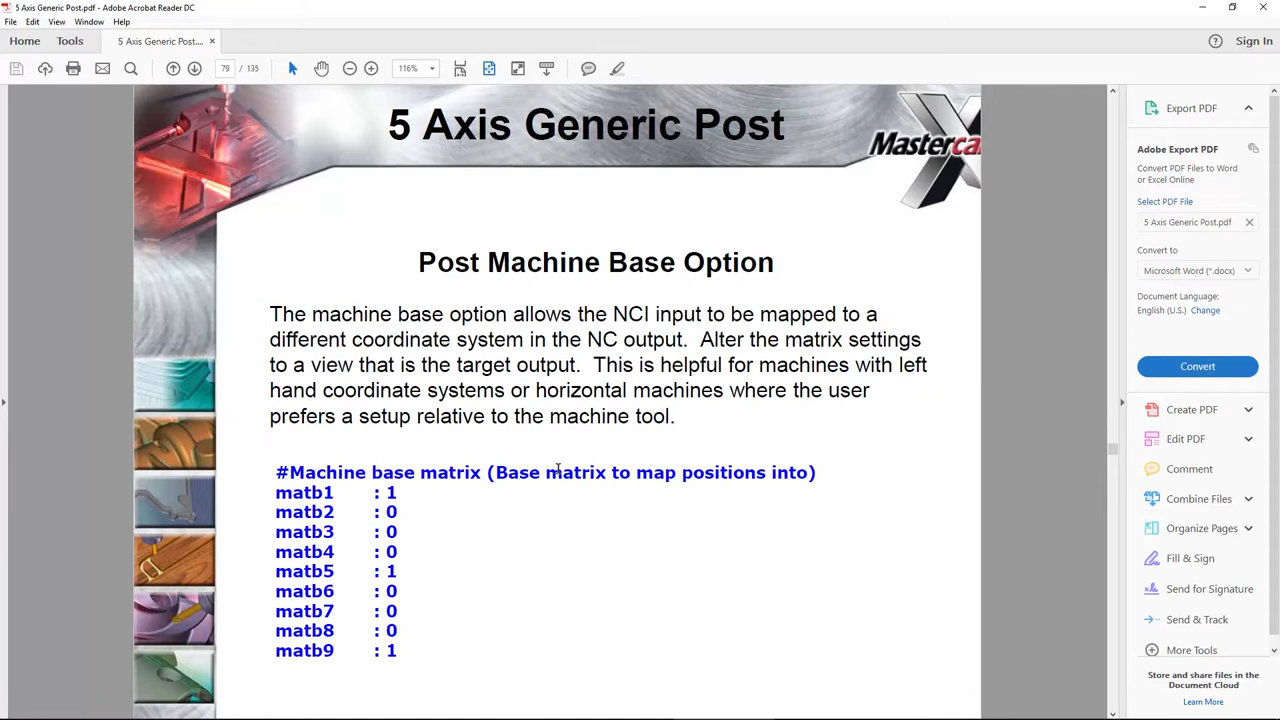 5 Axis Generic Post.pdf - Adobe Acrobat Reader DC
File Edit View Window Help
Home Tools 5 Axis Generic Post.... × Sign In
79 / 135 116%
5 Axis Generic Post
Mastercam
X
Post Machine Base Option
The machine base option allows the NCI input to be mapped to a
different coordinate system in the NC output.  Alter the matrix settings
to a view that is the target output.  This is helpful for machines with left
hand coordinate systems or horizontal machines where the user
prefers a setup relative to the machine tool.
#Machine base matrix (Base matrix to map positions into)
matb1 : 1
matb2 : 0
matb3 : 0
matb4 : 0
matb5 : 1
matb6 : 0
matb7 : 0
matb8 : 0
matb9 : 1
Export PDF
Adobe Export PDF
Convert PDF Files to Word
or Excel Online
Select PDF File
5 Axis Generic Post.pdf
Convert to
Microsoft Word (*.docx)
Document Language:
English (U.S.) Change
Convert
Create PDF
Edit PDF
Comment
Combine Files
Organize Pages
Fill & Sign
Send for Signature
Send & Track
More Tools
Store and share files in the
Document Cloud
Learn More